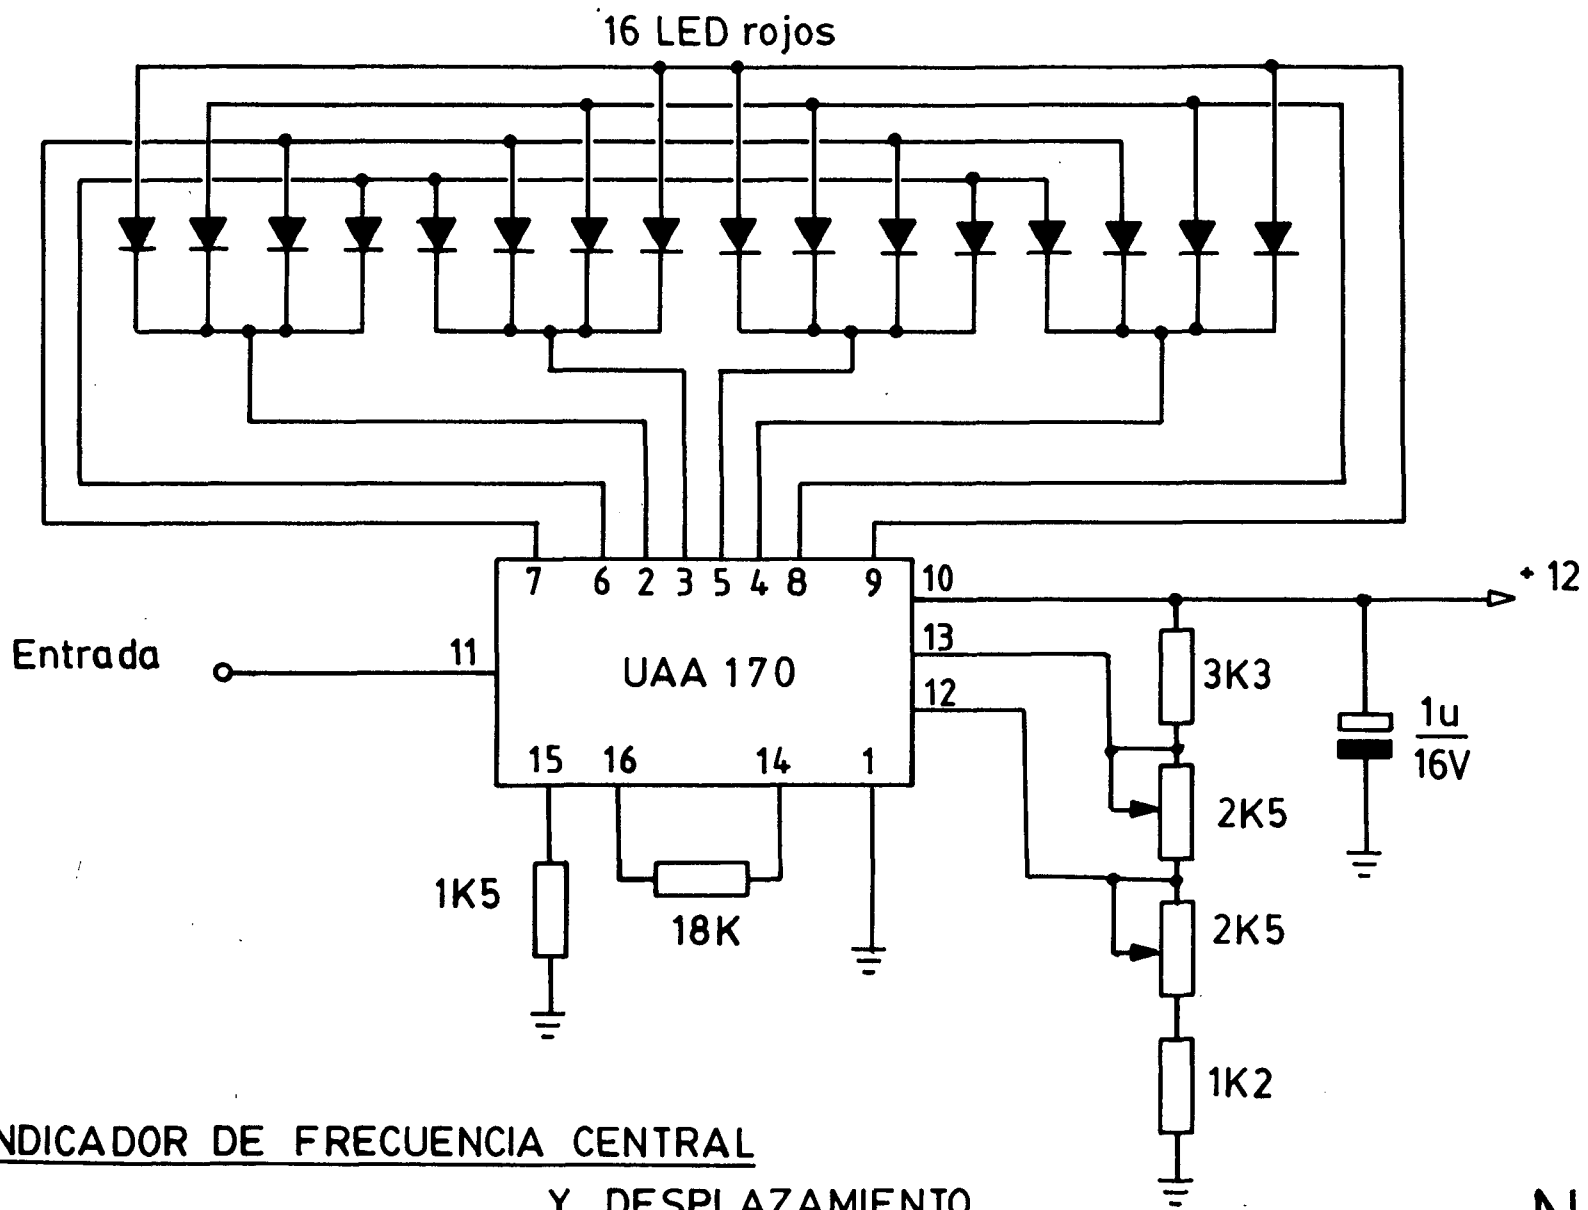 16 LED rojos
7 6 2 3 5 4 8 9
10
+ 12
Entrada
11
UAA 170
13
12
3K3
1u
16V
15 16 14 1
2K5
1K5
18K
2K5
1K2
NDICADOR DE FRECUENCIA CENTRAL
Y DESPLAZAMIENTO